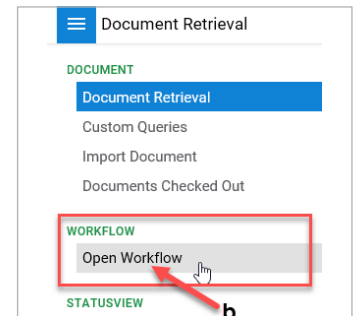 Document Retrieval
DOCUMENT
Document Retrieval
Custom Queries
Import Document
Documents Checked Out
WORKFLOW
Open Workflow
STATUSVIEW
b